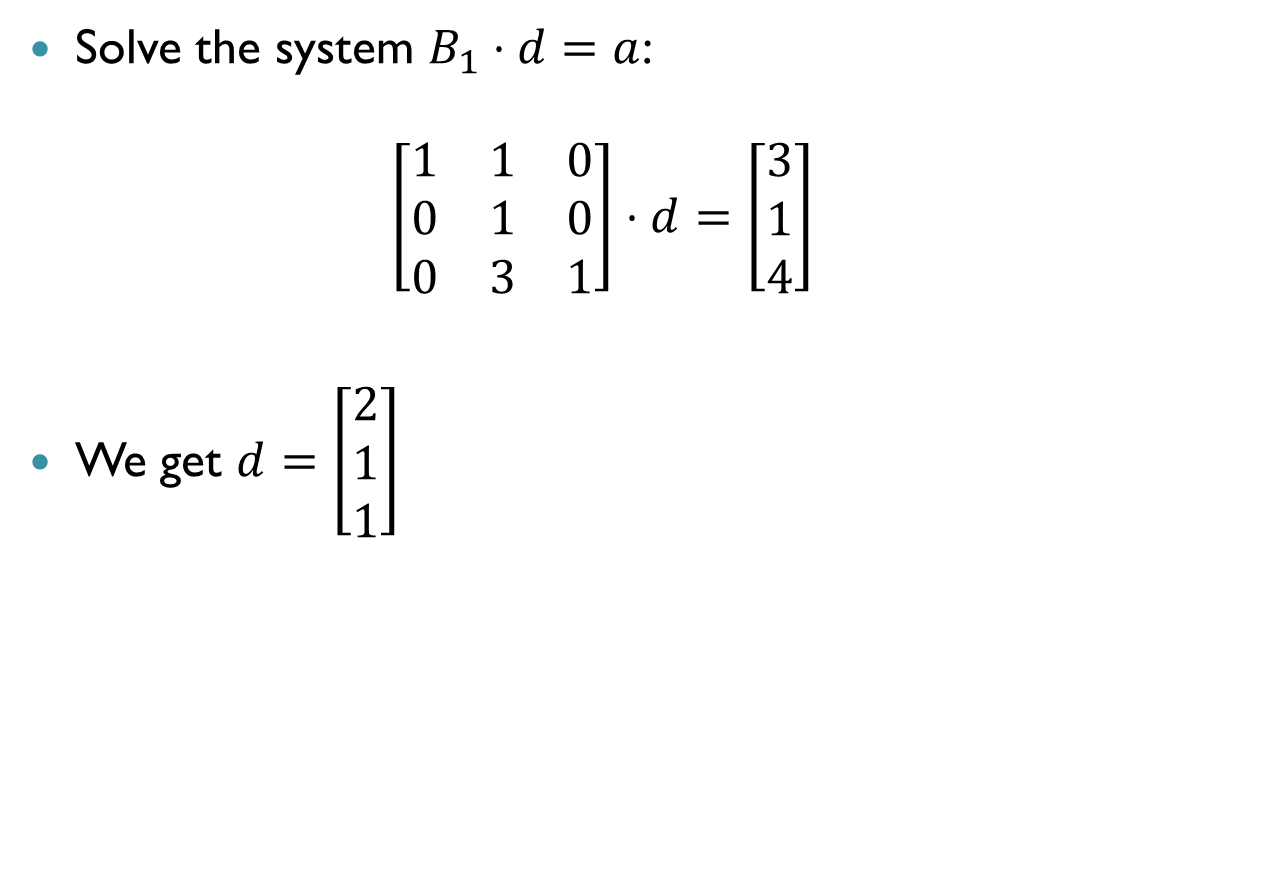 • Solve the system B₁ · d = a:
[1 1 0] [3]
[0 1 0] · d = [1]
[0 3 1] [4]
[2]
• We get d = [1]
[1]